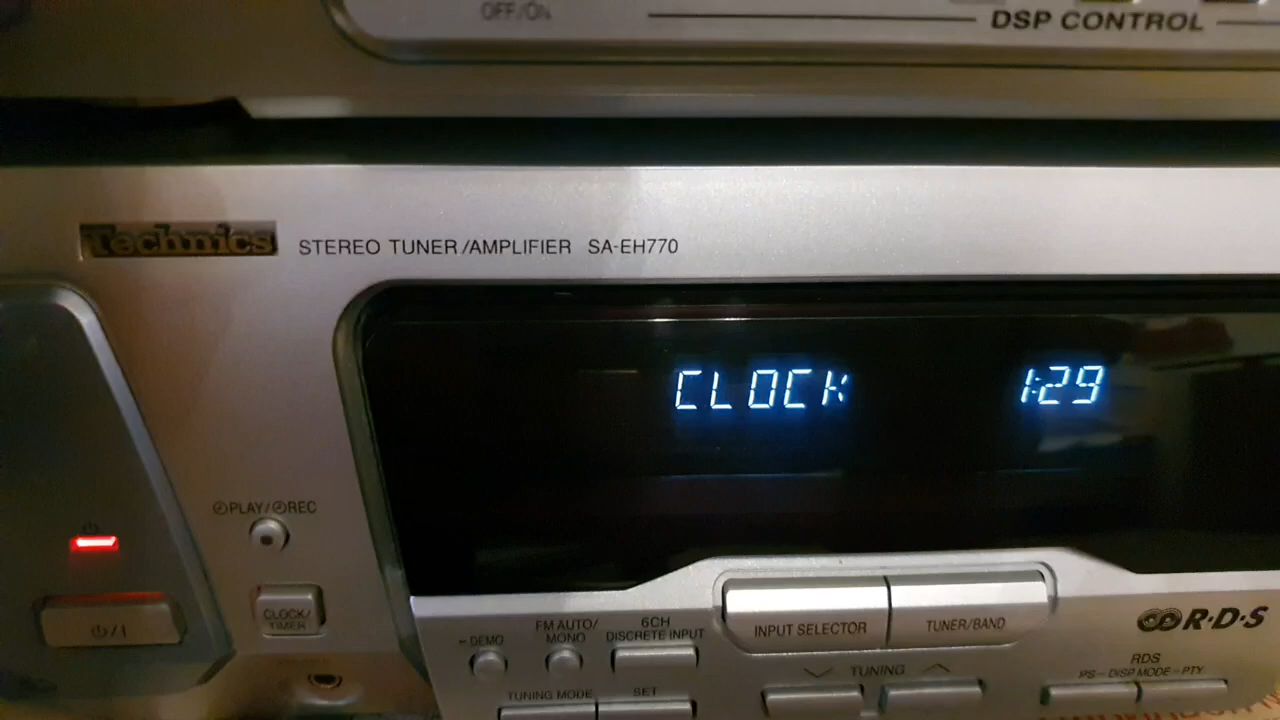 OFF/ON
DSP CONTROL
Technics
STEREO TUNER/AMPLIFIER SA-EH770
CLOCK 1:29
PLAY/REC
CLOCK/
TIMER
⏻/I
–DEMO
FM AUTO/
MONO
6CH
DISCRETE INPUT
INPUT SELECTOR
TUNER/BAND
R·D·S
TUNING MODE
SET
TUNING
RDS
PS–DISP MODE–PTY